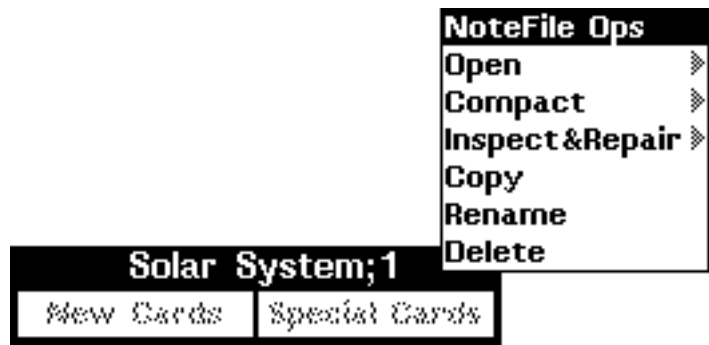 NoteFile Ops
Open
Compact
Inspect&Repair
Copy
Rename
Delete
Solar System;1
New Cards
Special Cards